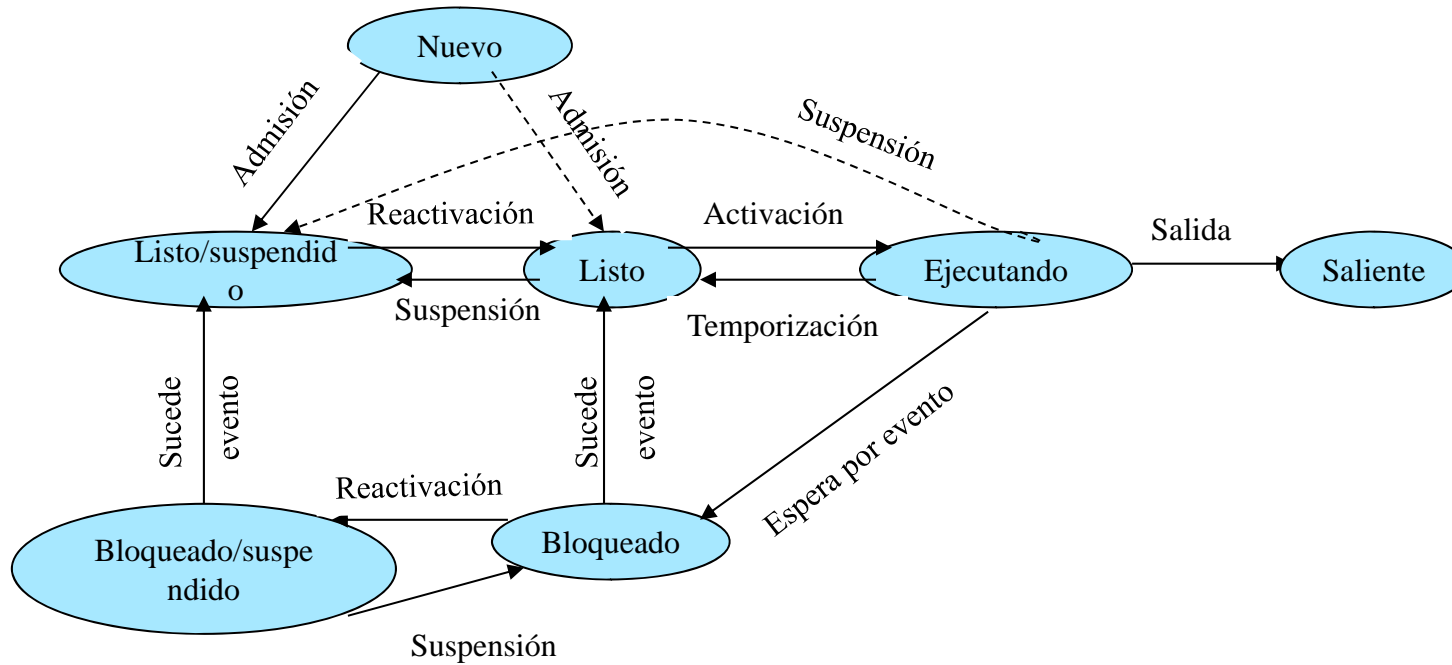 Nuevo
Admisión
Admisión
Suspensión
Reactivación
Activación
Salida
Listo/suspendid
o
Listo
Ejecutando
Saliente
Suspensión
Temporización
Sucede
evento
Sucede
evento
Espera por evento
Reactivación
Bloqueado/suspe
ndido
Bloqueado
Suspensión